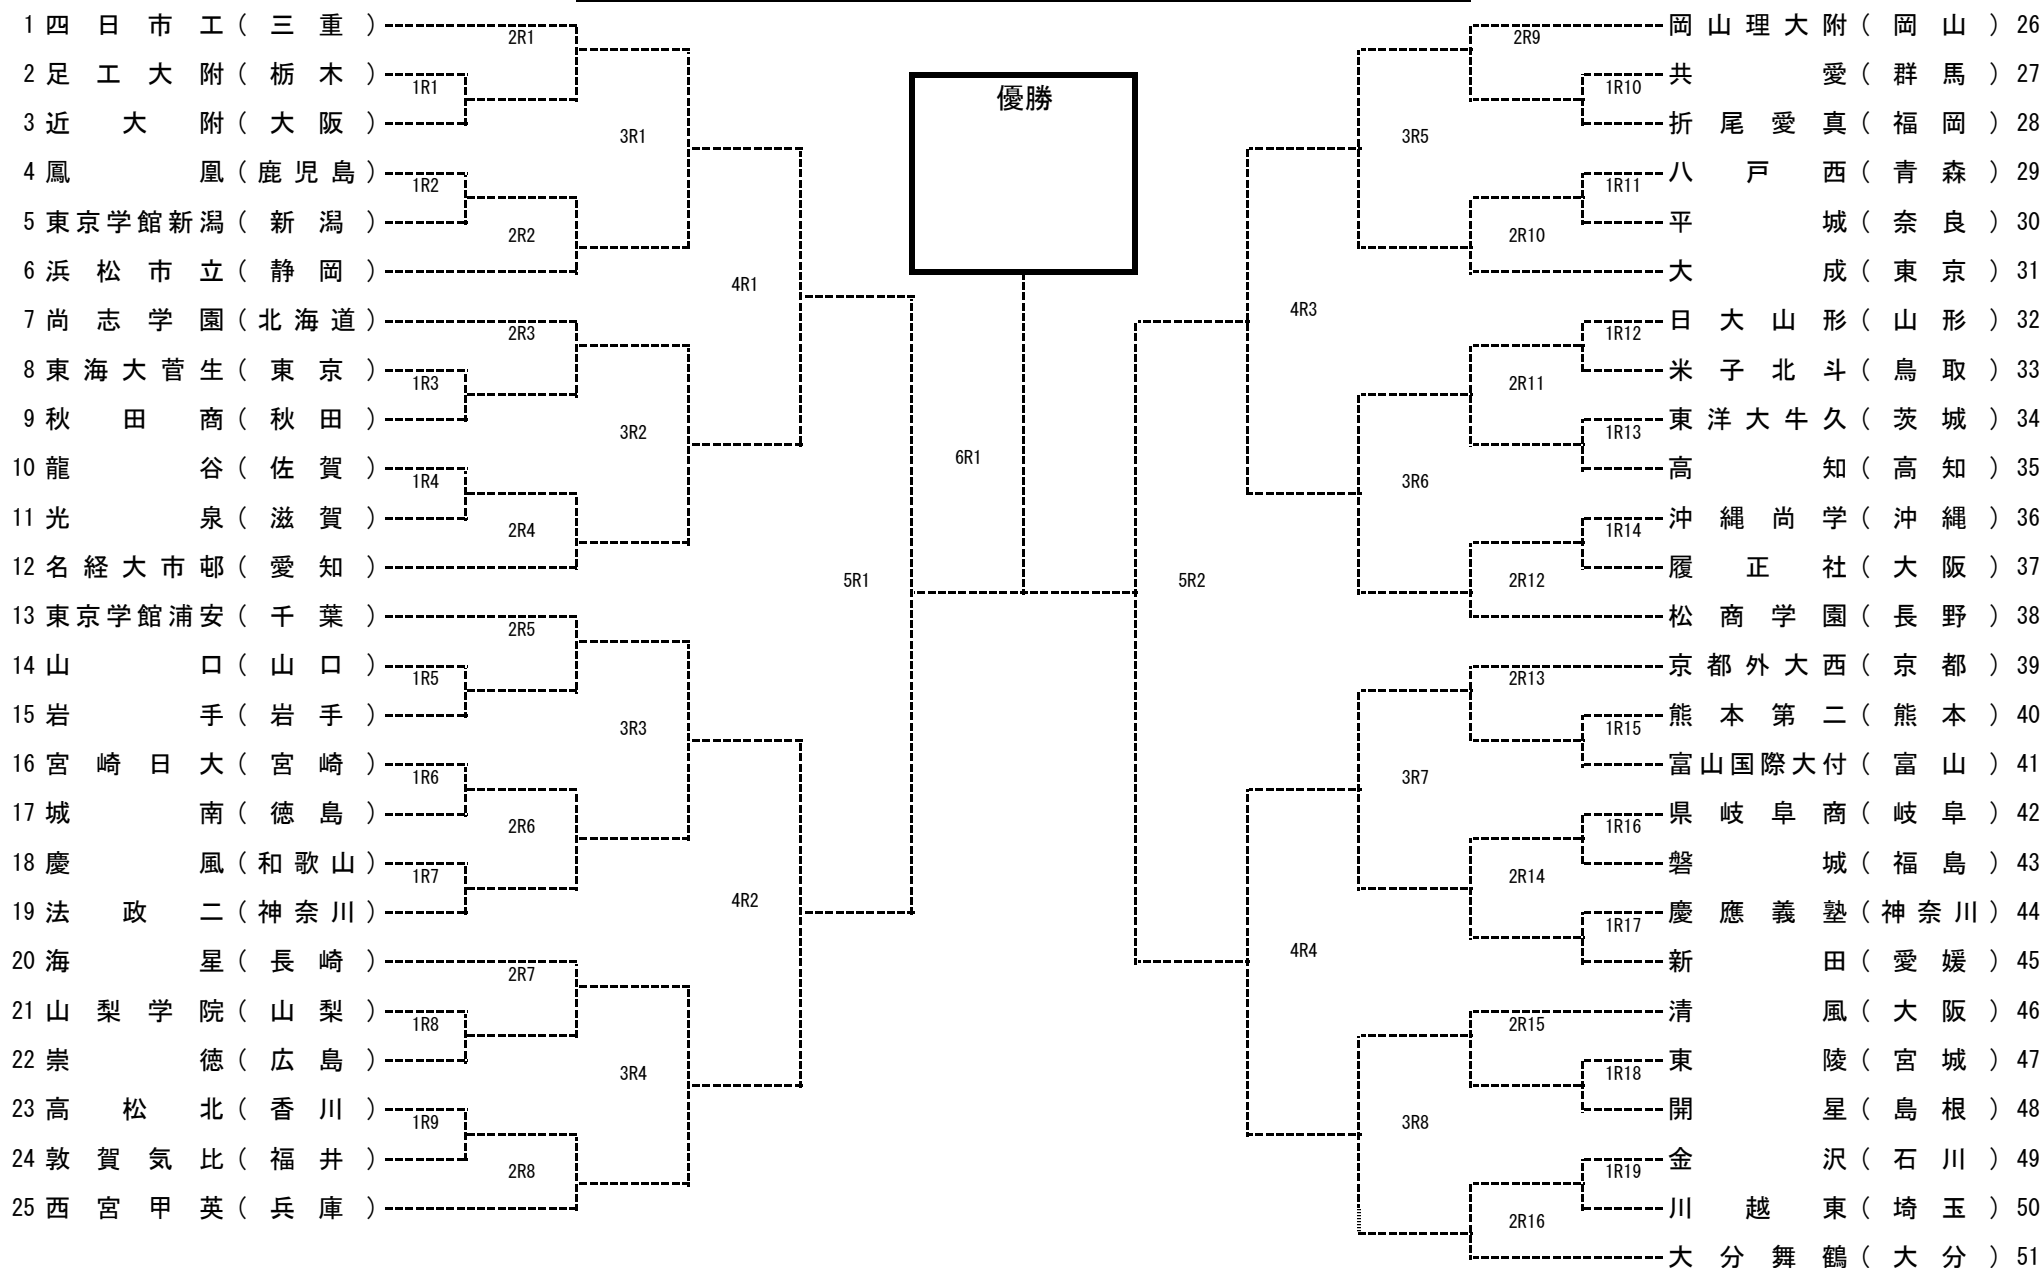 1 四日市工(三重)
2 足工大附(栃木)
3 近大附(大阪)
4 鳳凰(鹿児島)
5 東京学館新潟(新潟)
6 浜松市立(静岡)
7 尚志学園(北海道)
8 東海大菅生(東京)
9 秋田商(秋田)
10 龍谷(佐賀)
11 光泉(滋賀)
12 名経大市邨(愛知)
13 東京学館浦安(千葉)
14 山口(山口)
15 岩手(岩手)
16 宮崎日大(宮崎)
17 城南(徳島)
18 慶風(和歌山)
19 法政二(神奈川)
20 海星(長崎)
21 山梨学院(山梨)
22 崇徳(広島)
23 高松北(香川)
24 敦賀気比(福井)
25 西宮甲英(兵庫)
1R1
1R2
1R3
1R4
1R5
1R6
1R7
1R8
1R9
2R1
2R2
2R3
2R4
2R5
2R6
2R7
2R8
3R1
3R2
3R3
3R4
4R1
4R2
5R1
優勝
6R1
5R2
4R3
4R4
3R5
3R6
3R7
3R8
2R9
2R10
2R11
2R12
2R13
2R14
2R15
2R16
1R10
1R11
1R12
1R13
1R14
1R15
1R16
1R17
1R18
1R19
岡山理大附(岡山) 26
共愛(群馬) 27
折尾愛真(福岡) 28
八戸西(青森) 29
平城(奈良) 30
大成(東京) 31
日大山形(山形) 32
米子北斗(鳥取) 33
東洋大牛久(茨城) 34
高知(高知) 35
沖縄尚学(沖縄) 36
履正社(大阪) 37
松商学園(長野) 38
京都外大西(京都) 39
熊本第二(熊本) 40
富山国際大付(富山) 41
県岐阜商(岐阜) 42
磐城(福島) 43
慶應義塾(神奈川) 44
新田(愛媛) 45
清風(大阪) 46
東陵(宮城) 47
開星(島根) 48
金沢(石川) 49
川越東(埼玉) 50
大分舞鶴(大分) 51